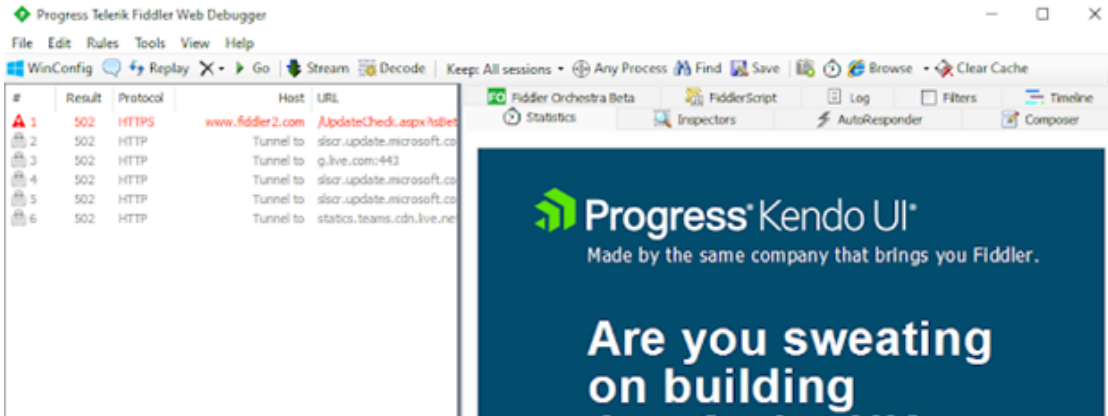 Progress Telerik Fiddler Web Debugger
File Edit Rules Tools View Help
WinConfig Replay Go Stream Decode Keep: All sessions Any Process Find Save Browse Clear Cache
# Result Protocol Host URL
Fiddler Orchestra Beta FiddlerScript Log Filters Timeline
Statistics Inspectors AutoResponder Composer
1 502 HTTPS www.fiddler2.com /UpdateCheck.aspx?isBet
2 502 HTTP Tunnel to slscr.update.microsoft.co
3 502 HTTP Tunnel to g.live.com:443
4 502 HTTP Tunnel to slscr.update.microsoft.co
5 502 HTTP Tunnel to slscr.update.microsoft.co
6 502 HTTP Tunnel to statics.teams.cdn.live.ne
Progress Kendo UI
Made by the same company that brings you Fiddler.
Are you sweating
on building